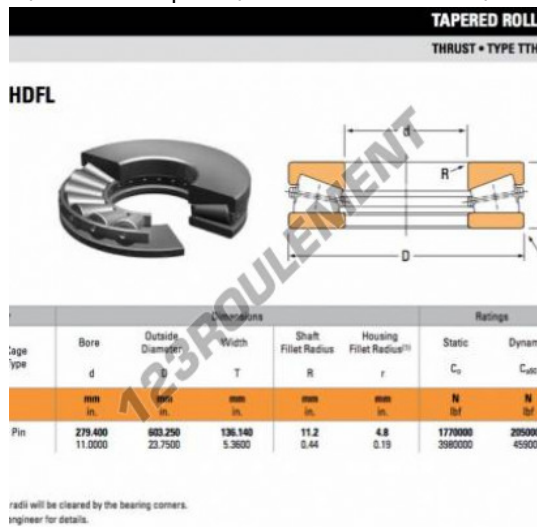 TAPERED ROLL
THRUST • TYPE TTH
HDFL
d
R
D
Dimensions
Ratings
Cage Type
Bore
Outside Diameter
Width
Shaft Fillet Radius
Housing Fillet Radius(1)
Static
Dynam
d
D
T
R
r
C₀
Cₐ₉₀
mm mm mm mm mm N N
in. in. in. in. in. lbf lbf
Pin 279.400 603.250 136.140 11.2 4.8 1770000 205000
11.0000 23.7500 5.3600 0.44 0.19 3980000 45900
radii will be cleared by the bearing corners.
engineer for details.
123ROULEMENT